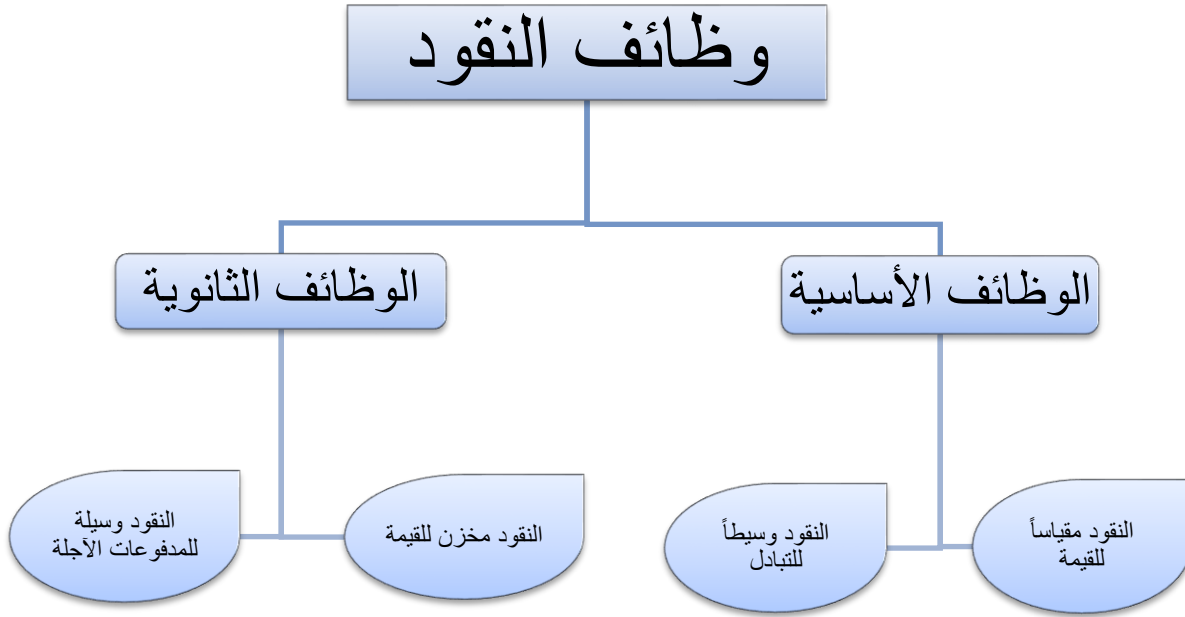 وظائف النقود
الوظائف الأساسية
الوظائف الثانوية
النقود مقياساً
للقيمة
النقود وسيطاً
للتبادل
النقود مخزن للقيمة
النقود وسيلة
للمدفوعات الآجلة